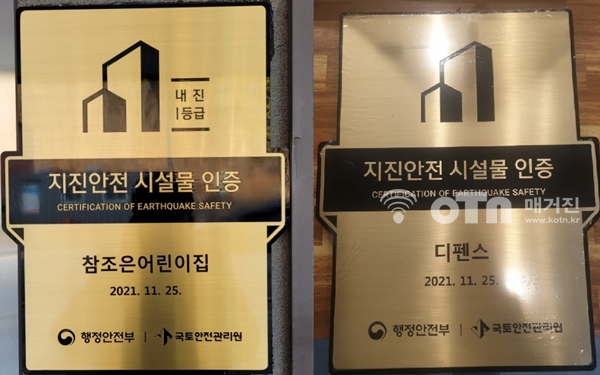 내 진
I등급
지진안전 시설물 인증
CERTIFICATION OF EARTHQUAKE SAFETY
참조은어린이집
2021. 11. 25.
행정안전부 국토안전관리원
지진안전 시설물 인증
CERTIFICATION OF EARTHQUAKE SAFETY
OTN 매거진
www.kotn.kr
디펜스
2021. 11. 25.
행정안전부 국토안전관리원